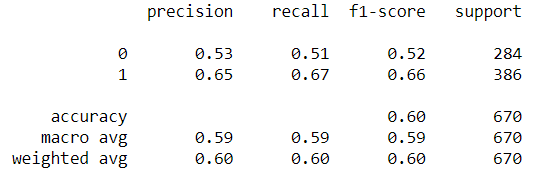 precision recall f1-score support
0 0.53 0.51 0.52 284
1 0.65 0.67 0.66 386
accuracy 0.60 670
macro avg 0.59 0.59 0.59 670
weighted avg 0.60 0.60 0.60 670